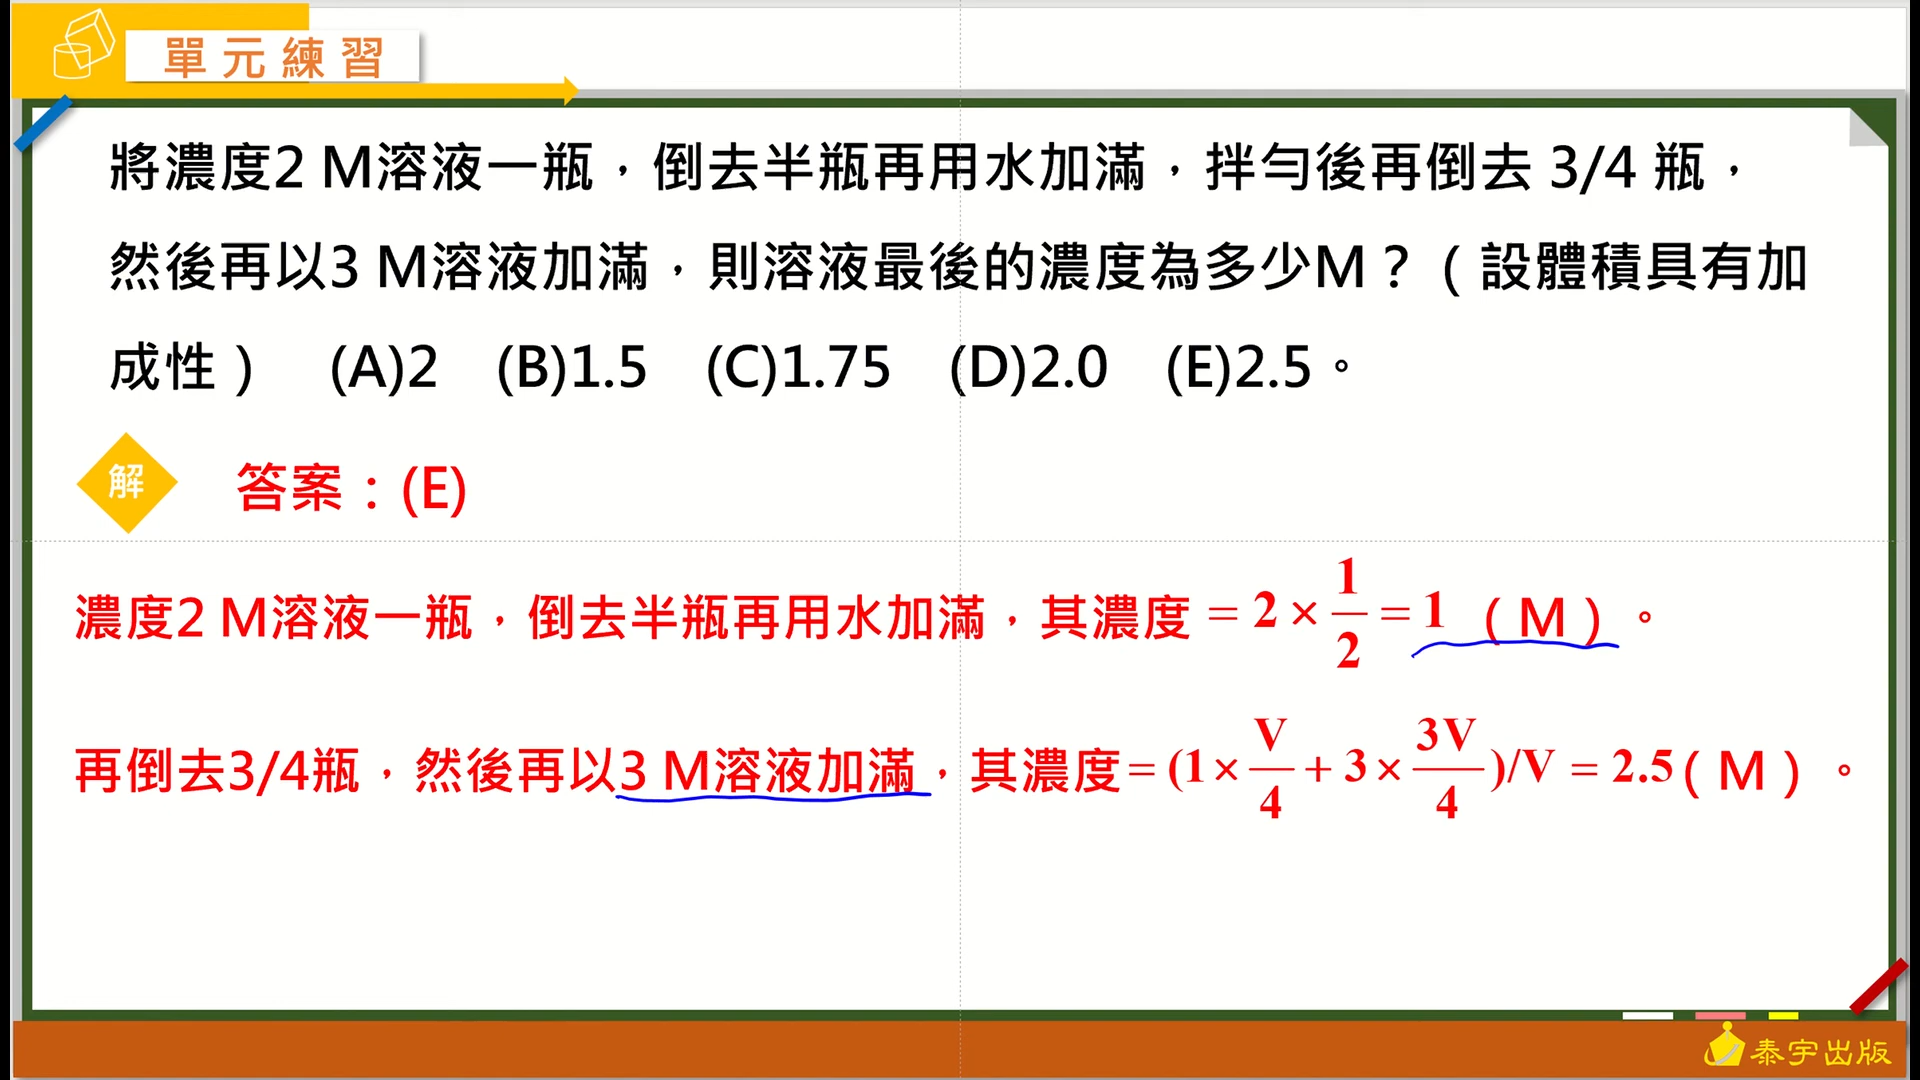 單元練習
將濃度2 M溶液一瓶，倒去半瓶再用水加滿，拌勻後再倒去 3/4 瓶，
然後再以3 M溶液加滿，則溶液最後的濃度為多少M？（設體積具有加
成性） (A)2 (B)1.5 (C)1.75 (D)2.0 (E)2.5。
解 答案：(E)
濃度2 M溶液一瓶，倒去半瓶再用水加滿，其濃度 = 2 × 1/2 = 1 （M）。
再倒去3/4瓶，然後再以3 M溶液加滿，其濃度 = (1 × V/4 + 3 × 3V/4)/V = 2.5（M）。
泰宇出版